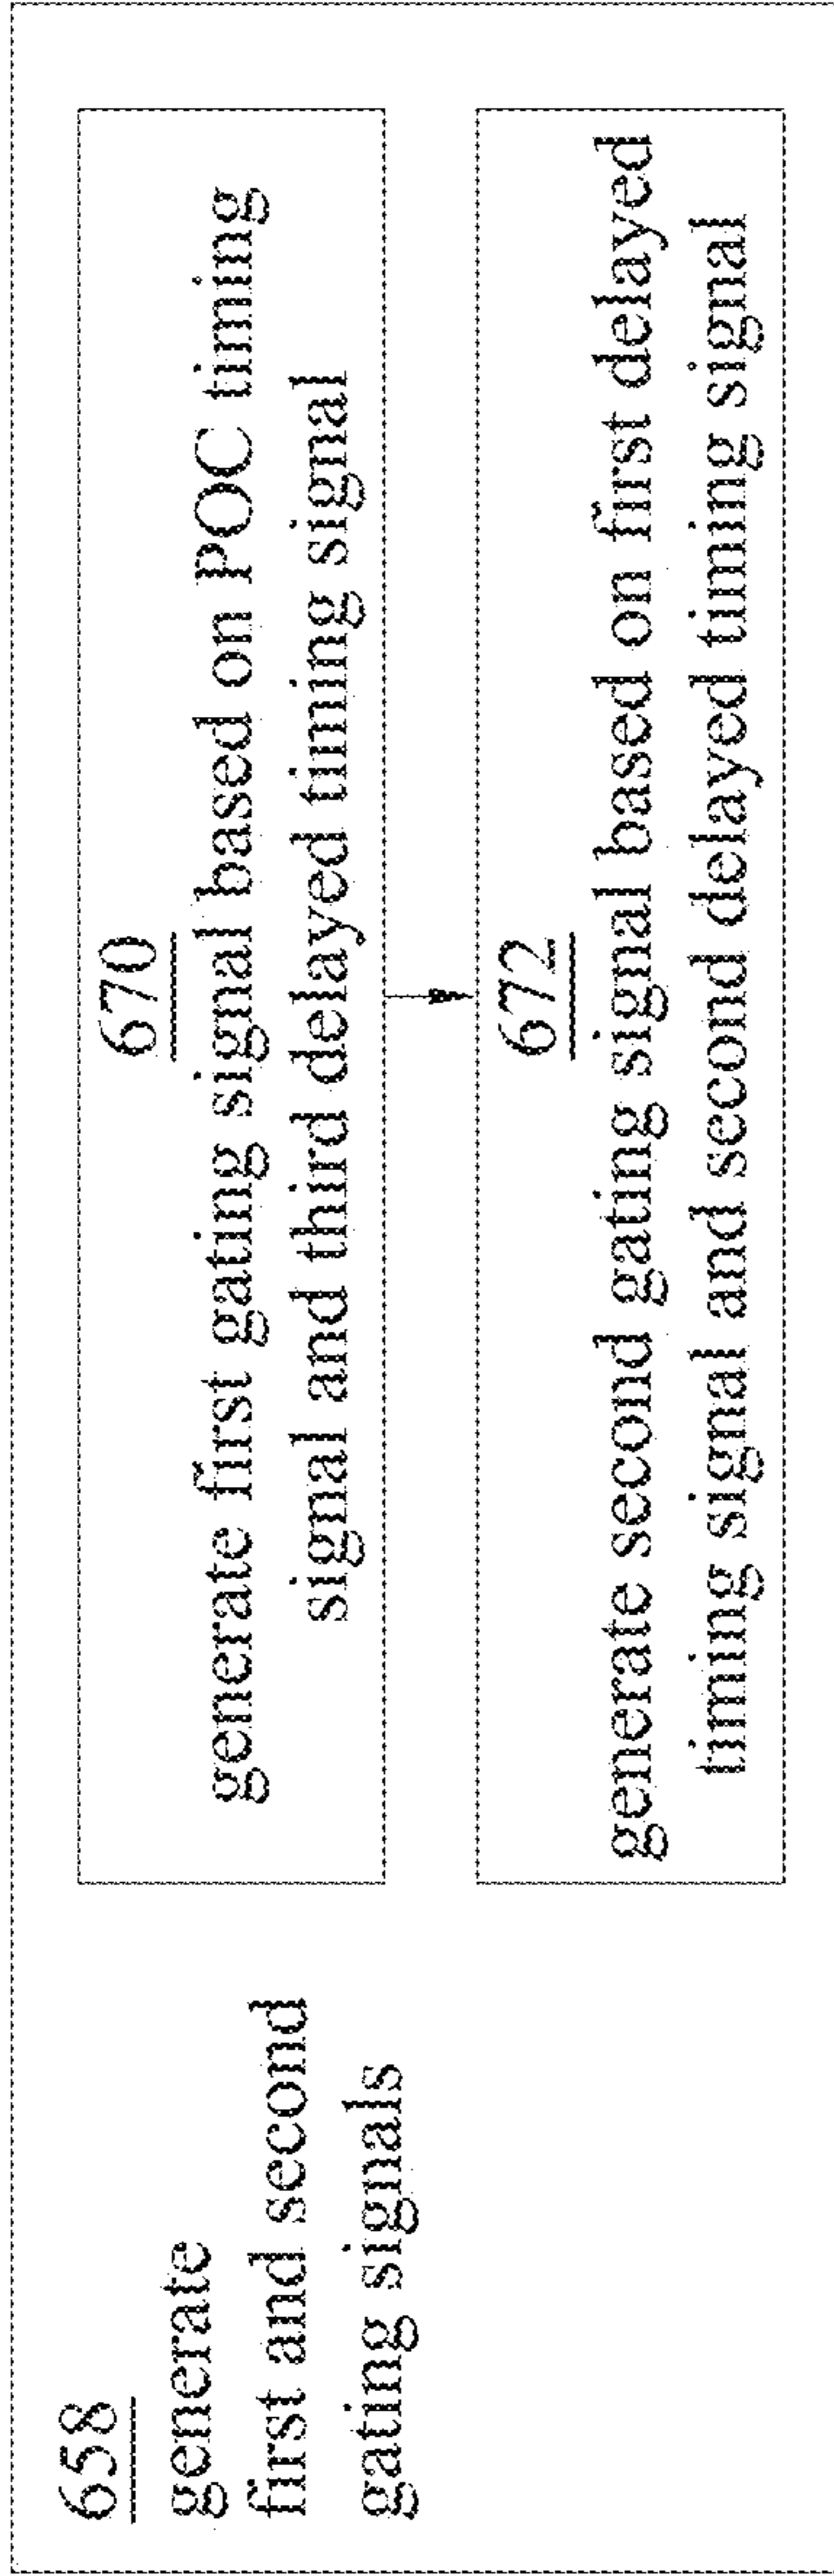 658
generate
first and second
gating signals
670
generate first gating signal based on POC timing
signal and third delayed timing signal
672
generate second gating signal based on first delayed
timing signal and second delayed timing signal